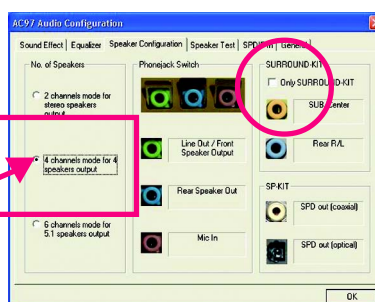 AC97 Audio Configuration
Sound Effect
Equalizer
Speaker Configuration
Speaker Test
General
No. of Speakers
2 channels mode for
stereo speakers
output
4 channels mode for 4
speakers output
6 channels mode for
5.1 speakers output
Phonejack Switch
Line Out / Front
Speaker Output
Rear Speaker Out
Mic In
SURROUND-KIT
Only SURROUND-KIT
SUB Center
Rear R/L
SP-KIT
SPD out (coaxial)
SPD out (optical)
OK